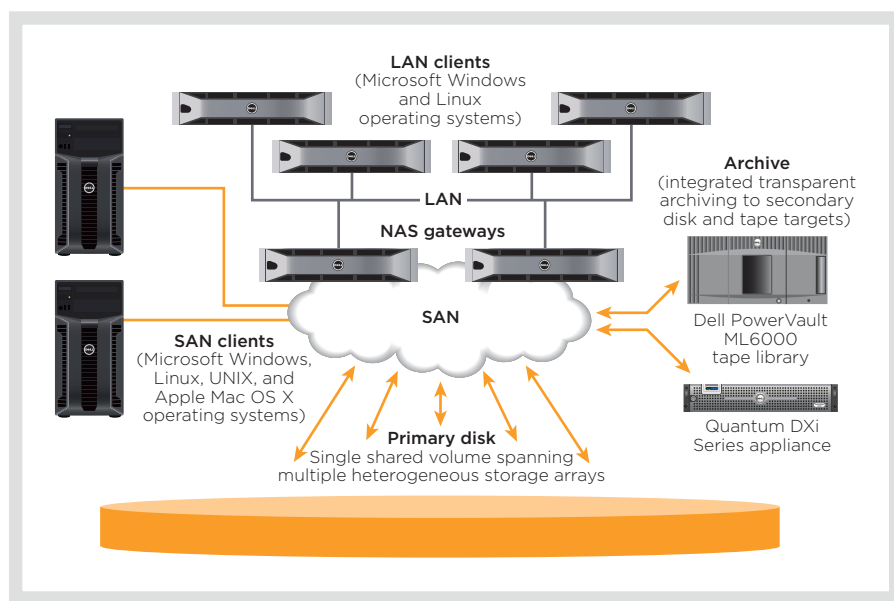 LAN clients
(Microsoft Windows
and Linux
operating systems)
LAN
NAS gateways
Archive
(integrated transparent
archiving to secondary
disk and tape targets)
SAN
Dell PowerVault
ML6000
tape library
SAN clients
(Microsoft Windows,
Linux, UNIX, and
Apple Mac OS X
operating systems)
Quantum DXi
Series appliance
Primary disk
Single shared volume spanning
multiple heterogeneous storage arrays